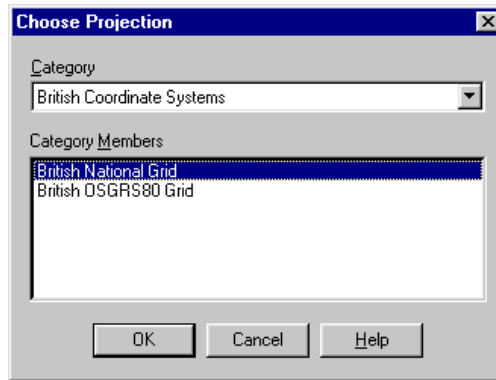 Choose Projection
Category
British Coordinate Systems
Category Members
British National Grid
British OSGRS80 Grid
OK Cancel Help